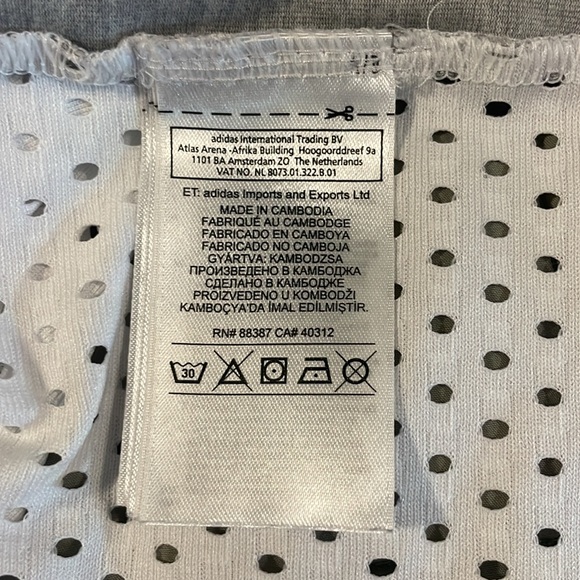 adidas International Trading BV
Atlas Arena -Afrika Building Hoogoorddreef 9a
1101 BA Amsterdam ZO The Netherlands
VAT NO. NL 8073.01.322.B.01
ET: adidas Imports and Exports Ltd
MADE IN CAMBODIA
FABRIQUÉ AU CAMBODGE
FABRICADO EN CAMBOYA
FABRICADO NO CAMBOJA
GYÁRTVA: KAMBODZSA
ПРОИЗВЕДЕНО В КАМБОДЖА
СДЕЛАНО В КАМБОДЖЕ
PROIZVEDENO U KOMBODŽI
KAMBOÇYA'DA İMAL EDİLMİŞTİR.
RN# 88387 CA# 40312
30